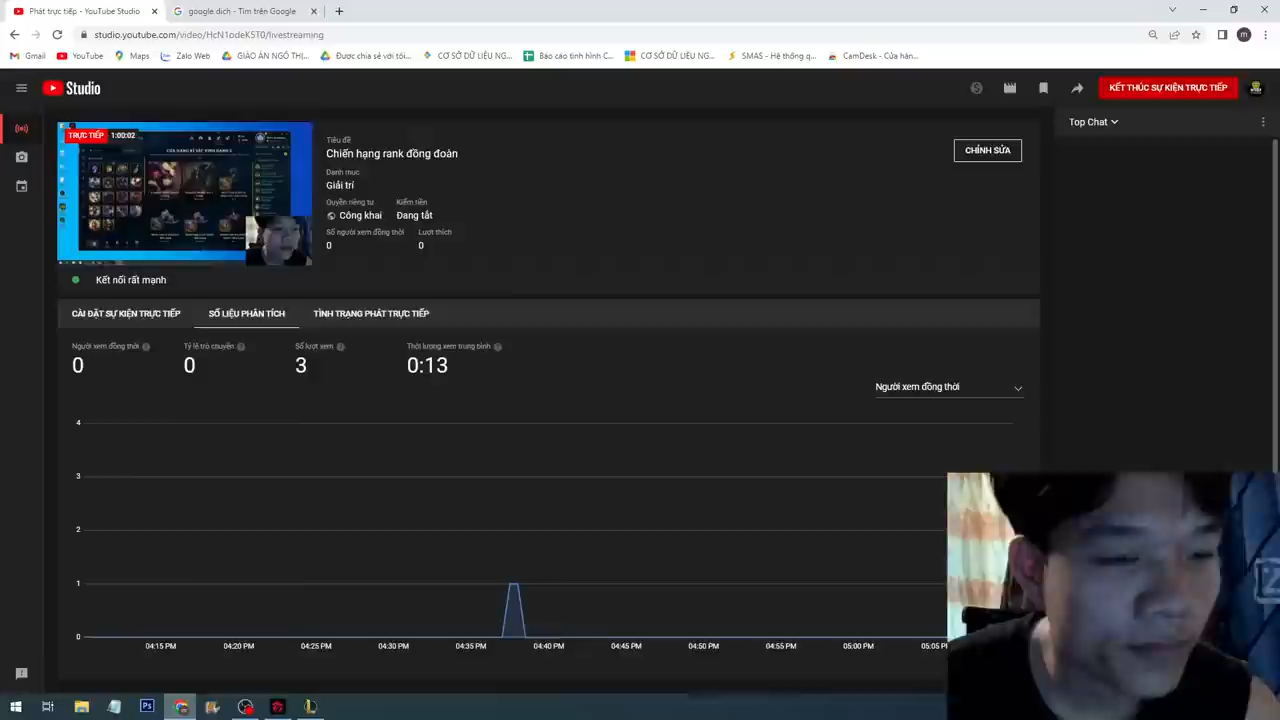 Phát trực tiếp - YouTube Studio
google dich - Tìm trên Google
studio.youtube.com/video/HcN1odeK5T0/livestreaming
Gmail
YouTube
Maps
Zalo Web
GIÁO ÁN NGÔ THỊ...
Được chia sẻ với tôi...
CƠ SỞ DỮ LIỆU NG...
Báo cáo tình hình C...
CƠ SỞ DỮ LIỆU NG...
SMAS - Hệ thống q...
CamDesk - Cửa hàn...
Studio
KẾT THÚC SỰ KIỆN TRỰC TIẾP
Top Chat
TRỰC TIẾP 1:00:02
Tiêu đề
Chiến hạng rank đồng đoàn
Danh mục
Giải trí
Quyền riêng tư
Kiếm tiền
Công khai
Đang tắt
Số người xem đồng thời
Lượt thích
0
0
CHỈNH SỬA
Kết nối rất mạnh
CÀI ĐẶT SỰ KIỆN TRỰC TIẾP
SỐ LIỆU PHÂN TÍCH
TÌNH TRẠNG PHÁT TRỰC TIẾP
Người xem đồng thời
Tỷ lệ trò chuyện
Số lượt xem
Thời lượng xem trung bình
0
0
3
0:13
Người xem đồng thời
4
3
2
1
0
04:15 PM
04:20 PM
04:25 PM
04:30 PM
04:35 PM
04:40 PM
04:45 PM
04:50 PM
04:55 PM
05:00 PM
05:05